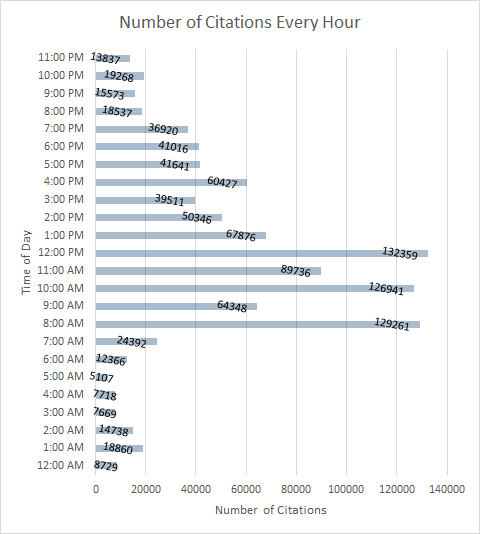 Number of Citations Every Hour
Time of Day
11:00 PM 13837
10:00 PM 19268
9:00 PM 15573
8:00 PM 18537
7:00 PM 36920
6:00 PM 41016
5:00 PM 41641
4:00 PM 60427
3:00 PM 39511
2:00 PM 50346
1:00 PM 67876
12:00 PM 132359
11:00 AM 89736
10:00 AM 126941
9:00 AM 64348
8:00 AM 129261
7:00 AM 24392
6:00 AM 12366
5:00 AM 5107
4:00 AM 7718
3:00 AM 7669
2:00 AM 14738
1:00 AM 18860
12:00 AM 8729
0 20000 40000 60000 80000 100000 120000 140000
Number of Citations